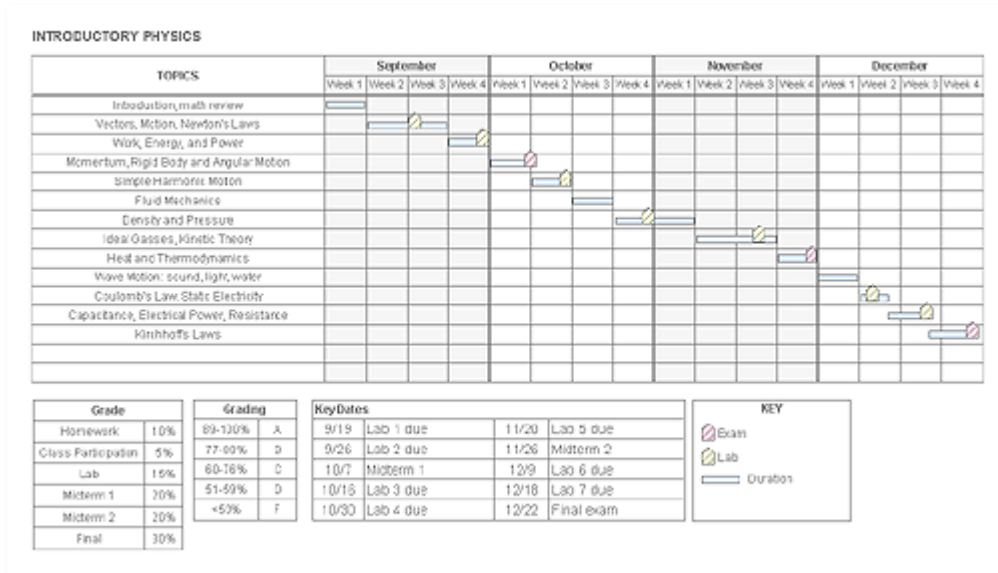 INTRODUCTORY PHYSICS
TOPICS
September October November December
Week 1 Week 2 Week 3 Week 4 Week 1 Week 2 Week 3 Week 4 Week 1 Week 2 Week 3 Week 4 Week 1 Week 2 Week 3 Week 4
Introduction, math review
Vectors, Motion, Newton's Laws
Work, Energy, and Power
Momentum, Rigid Body and Angular Motion
Simple Harmonic Motion
Fluid Mechanics
Density and Pressure
Ideal Gasses, Kinetic Theory
Heat and Thermodynamics
Wave Motion: sound, light, water
Coulomb's Law, Static Electricity
Capacitance, Electrical Power, Resistance
Kirchhoff's Laws
Grade
Homework 10%
Class Participation 5%
Lab 15%
Midterm 1 20%
Midterm 2 20%
Final 30%
Grading
89-100% A
C
51-59% D
F
Key Dates
9/19 Lab 1 due 11/20 Lab 5 due
9/26 Lab 2 due 11/26 Midterm 2
10/7 Midterm 1 12/9 Lab 6 due
10/16 Lab 3 due 12/18 Lab 7 due
10/30 Lab 4 due 12/22 Final exam
KEY
Exam
Lab
Duration